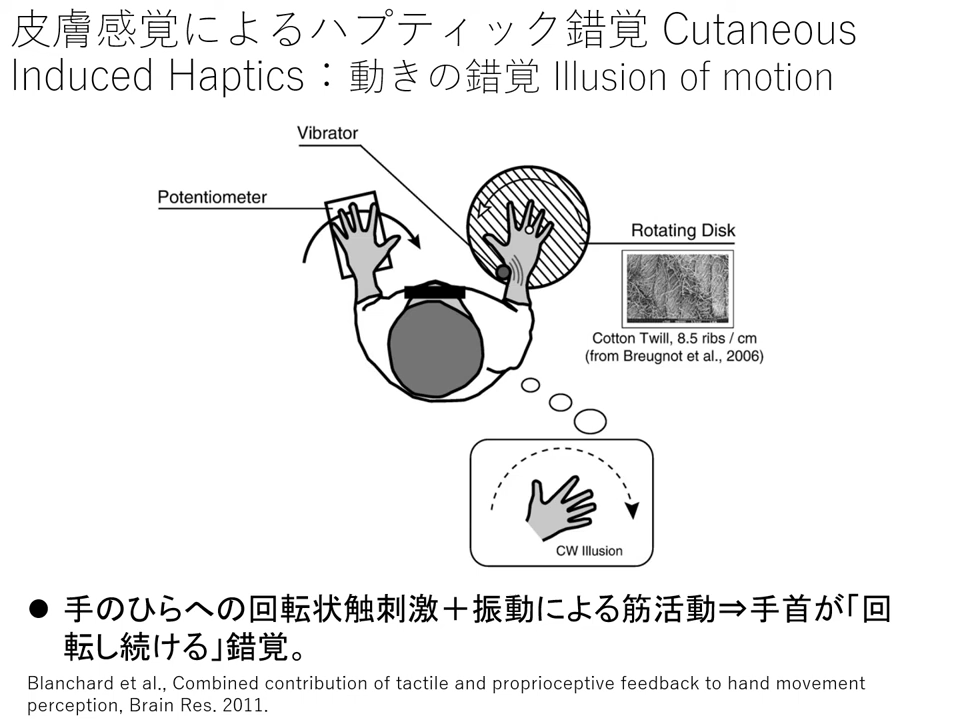 皮膚感覚によるハプティック錯覚 Cutaneous
Induced Haptics：動きの錯覚 Illusion of motion
Vibrator
Potentiometer
Rotating Disk
Cotton Twill, 8.5 ribs / cm
(from Breugnot et al., 2006)
CW Illusion
● 手のひらへの回転状触刺激＋振動による筋活動⇒手首が「回
転し続ける」錯覚。
Blanchard et al., Combined contribution of tactile and proprioceptive feedback to hand movement
perception, Brain Res. 2011.